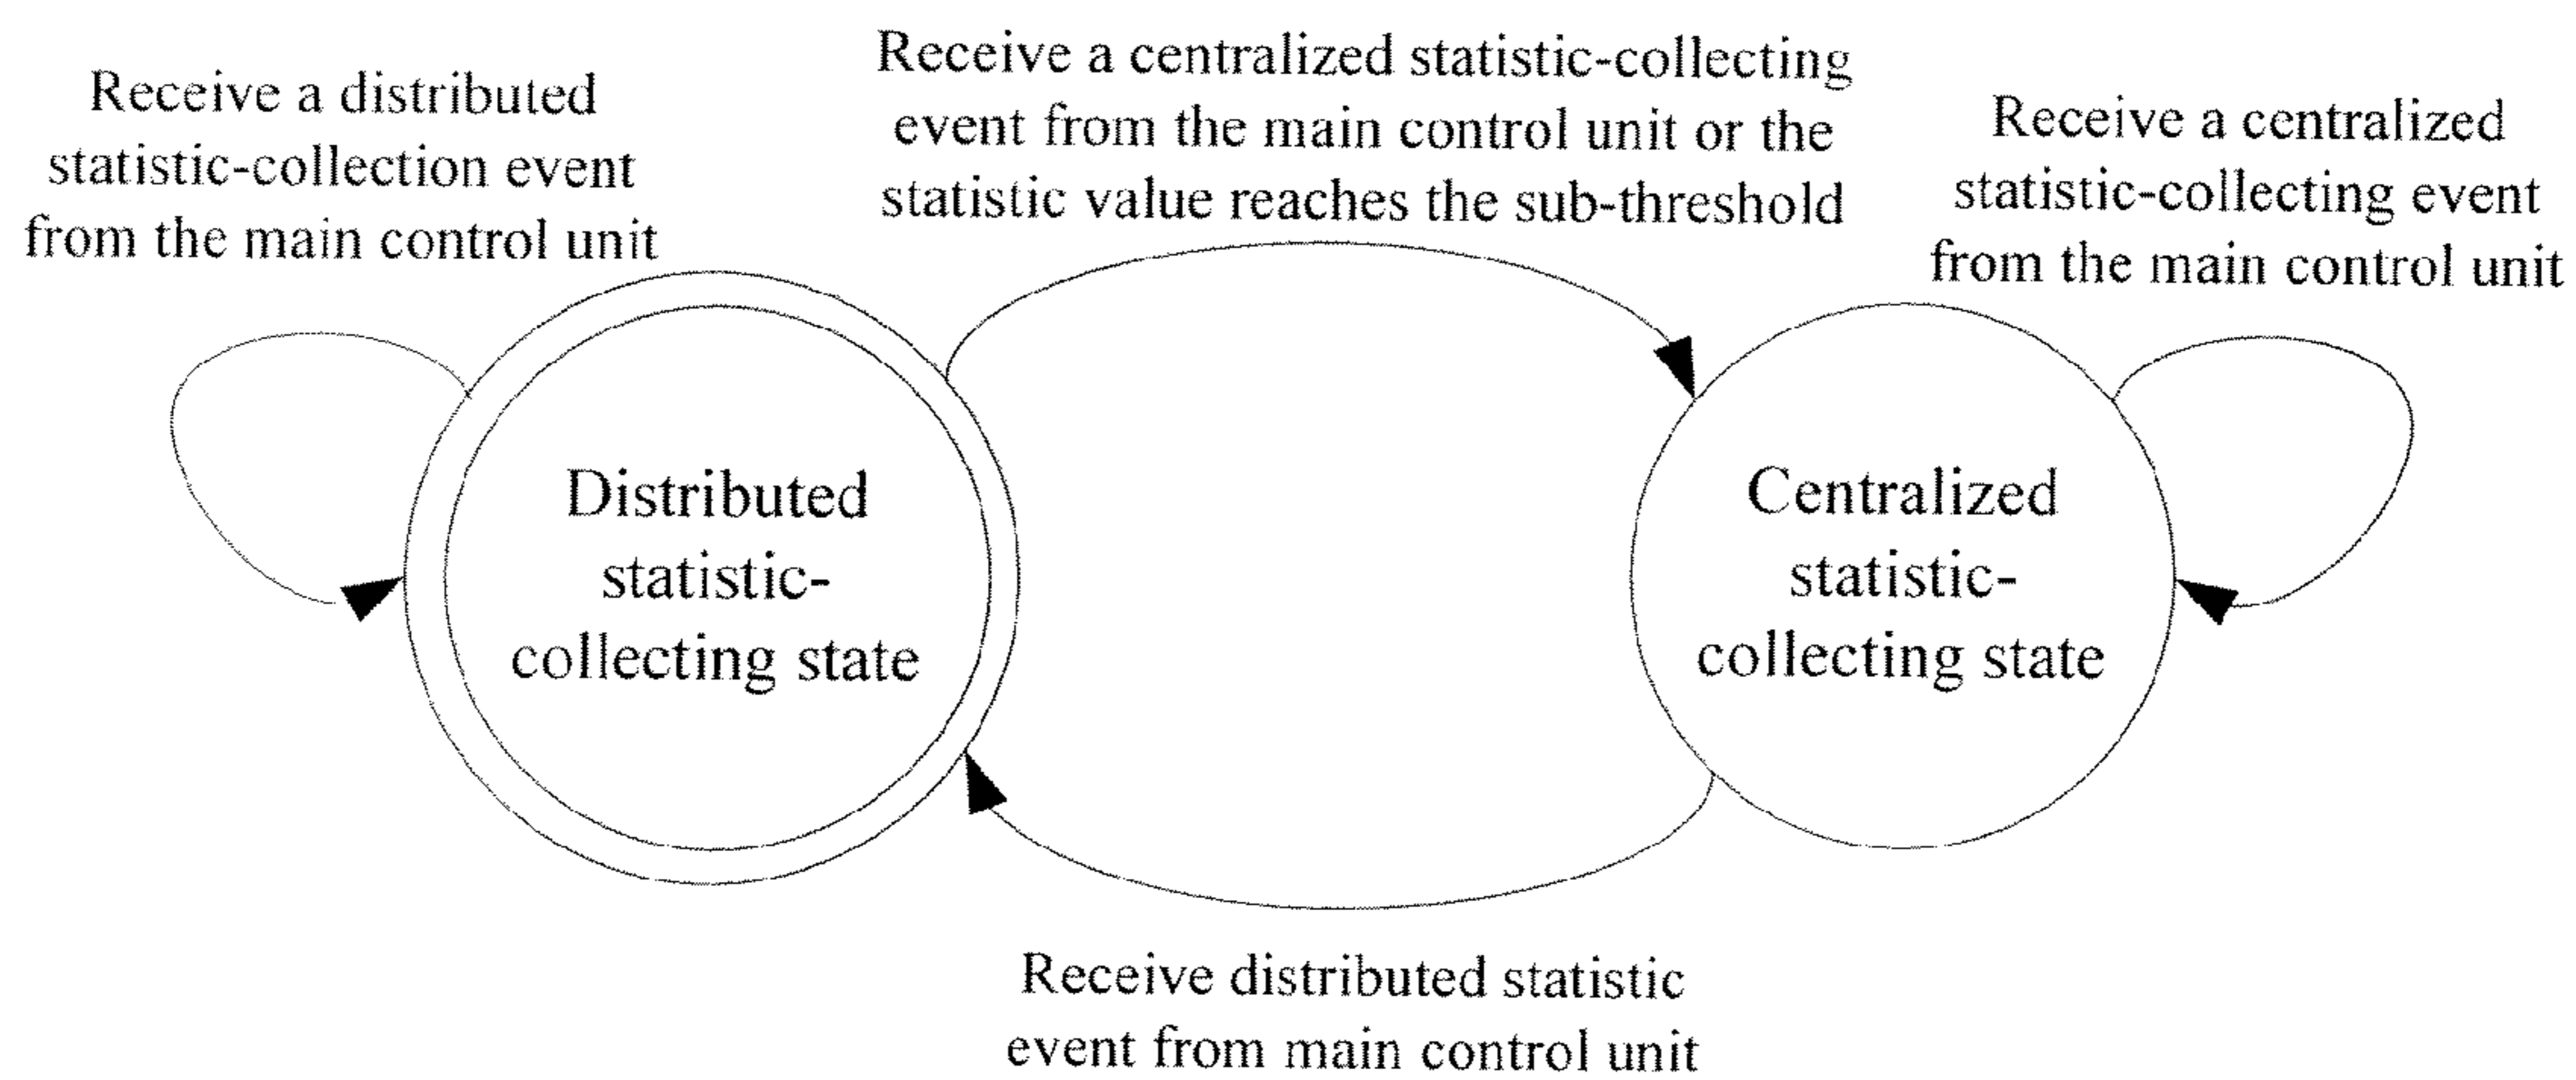 Receive a distributed
statistic-collection event
from the main control unit
Receive a centralized statistic-collecting
event from the main control unit or the
statistic value reaches the sub-threshold
Receive a centralized
statistic-collecting event
from the main control unit
Distributed
statistic-
collecting state
Centralized
statistic-
collecting state
Receive distributed statistic
event from main control unit